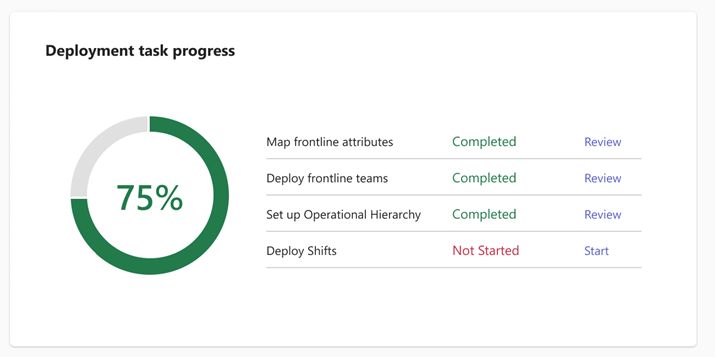 Deployment task progress
75%
Map frontline attributes Completed Review
Deploy frontline teams Completed Review
Set up Operational Hierarchy Completed Review
Deploy Shifts Not Started Start